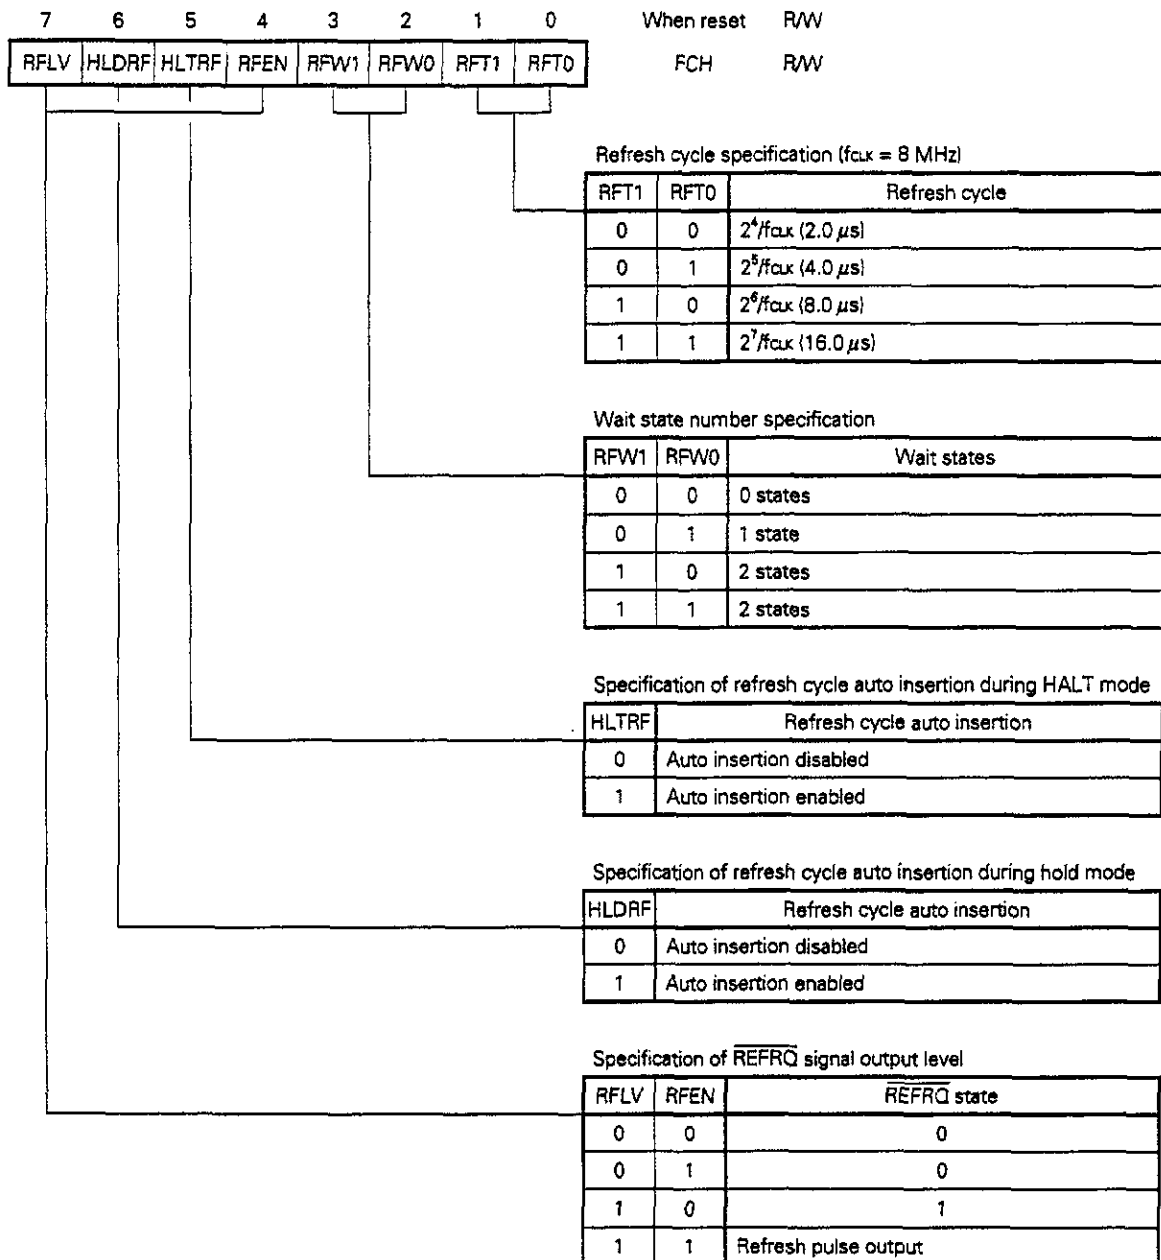 7 6 5 4 3 2 1 0 When reset R/W
RFLV HLDRF HLTRF RFEN RFW1 RFW0 RFT1 RFT0 FCH R/W
Refresh cycle specification (fCLK = 8 MHz)
RFT1 RFT0 Refresh cycle
0 0 2⁴/fCLK (2.0 μs)
0 1 2⁵/fCLK (4.0 μs)
1 0 2⁶/fCLK (8.0 μs)
1 1 2⁷/fCLK (16.0 μs)
Wait state number specification
RFW1 RFW0 Wait states
0 0 0 states
0 1 1 state
1 0 2 states
1 1 2 states
Specification of refresh cycle auto insertion during HALT mode
HLTRF Refresh cycle auto insertion
0 Auto insertion disabled
1 Auto insertion enabled
Specification of refresh cycle auto insertion during hold mode
HLDRF Refresh cycle auto insertion
0 Auto insertion disabled
1 Auto insertion enabled
Specification of R̅E̅F̅R̅Q̅ signal output level
RFLV RFEN R̅E̅F̅R̅Q̅ state
0 0 0
0 1 0
1 0 1
1 1 Refresh pulse output